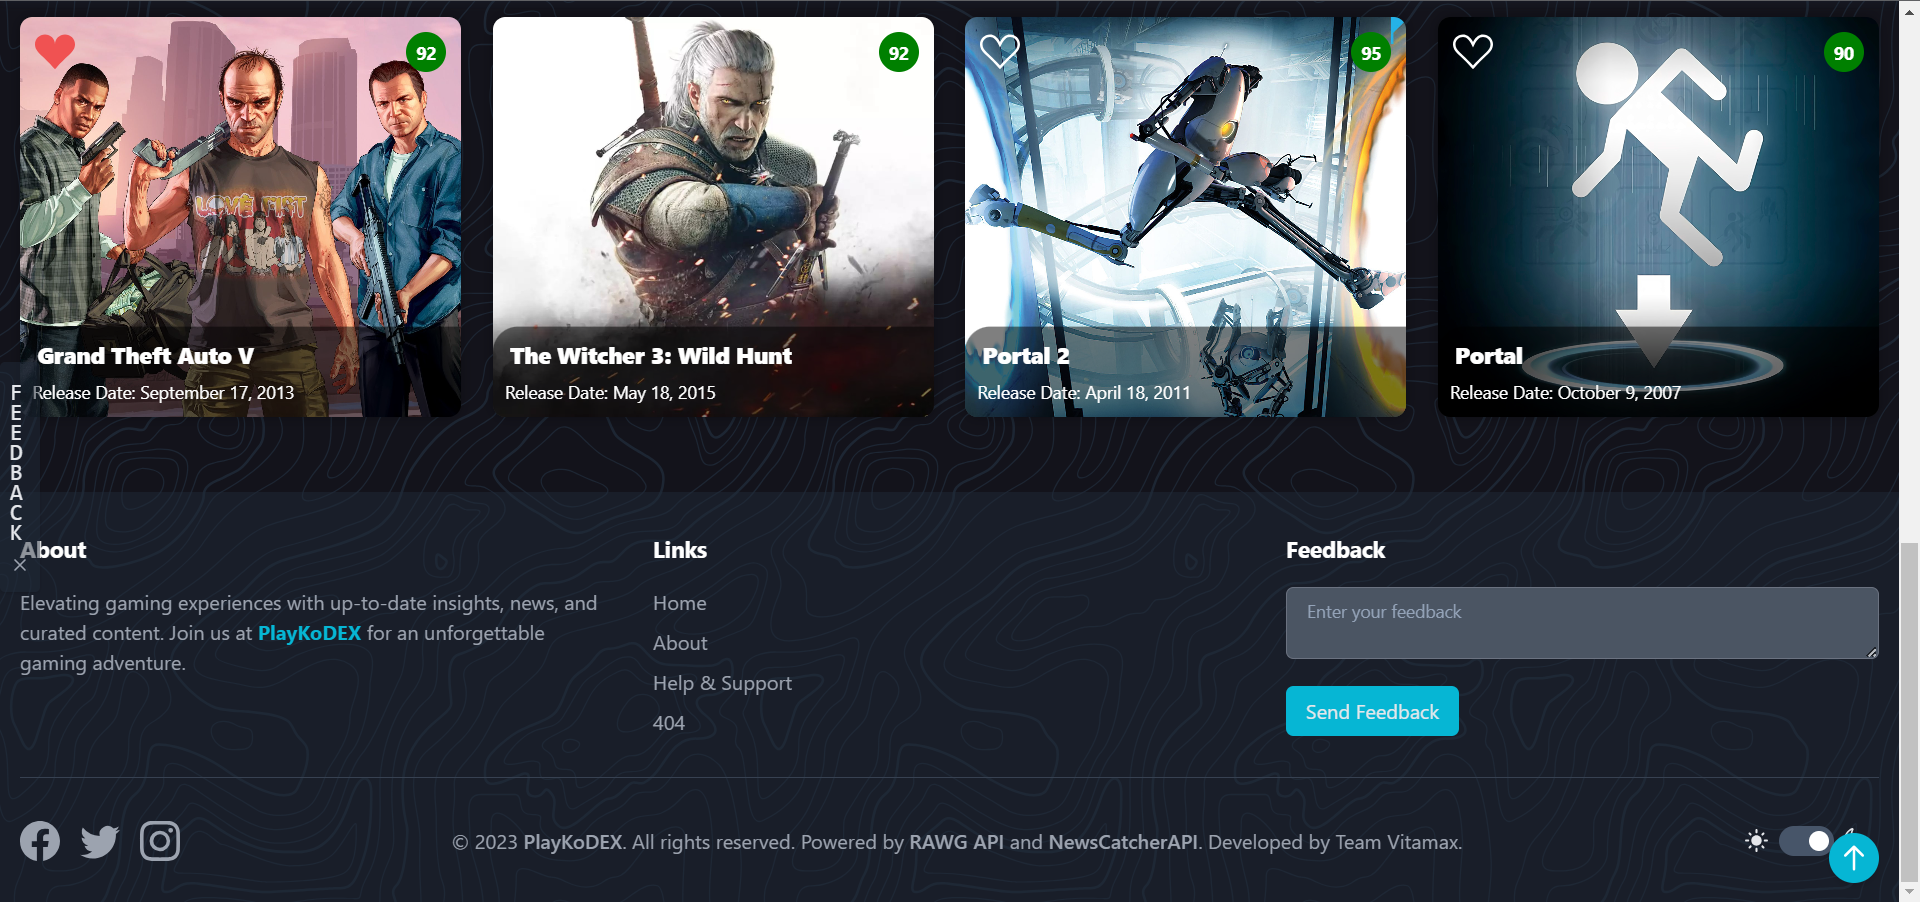 92
92
95
90
LOVE FIST
Grand Theft Auto V
Release Date: September 17, 2013
The Witcher 3: Wild Hunt
Release Date: May 18, 2015
Portal 2
Release Date: April 18, 2011
Portal
Release Date: October 9, 2007
FEEDBACK
About
Elevating gaming experiences with up-to-date insights, news, and
curated content. Join us at PlayKoDEX for an unforgettable
gaming adventure.
Links
Home
About
Help & Support
404
Feedback
Enter your feedback
Send Feedback
© 2023 PlayKoDEX. All rights reserved. Powered by RAWG API and NewsCatcherAPI. Developed by Team Vitamax.